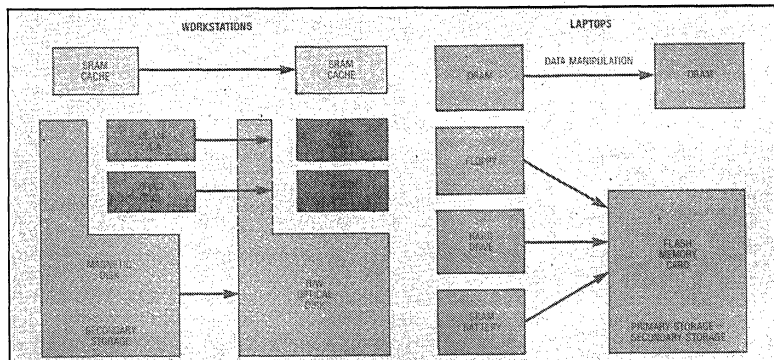 WORKSTATIONS
SRAM
CACHE
SRAM
CACHE
MAGNETIC
DISK
SECONDARY
STORAGE
R/W
OPTICAL
DISK
LAPTOPS
DRAM
DATA MANIPULATION
DRAM
FLOPPY
HARD
DRIVE
SRAM
BATTERY
FLASH
MEMORY
CARD
PRIMARY STORAGE =
SECONDARY STORAGE